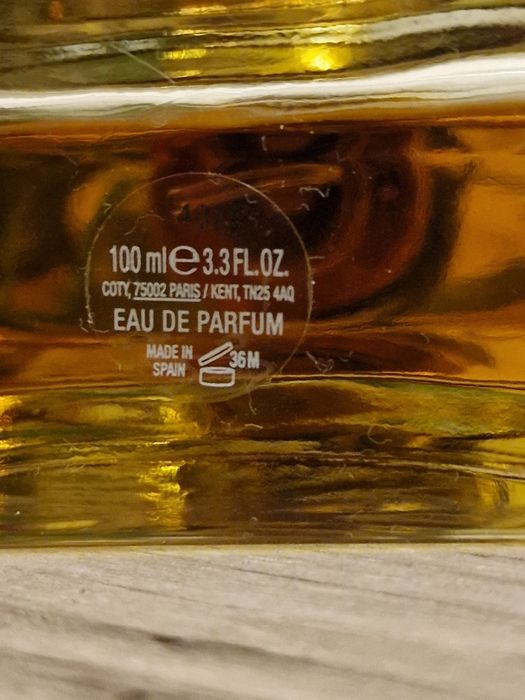 100 ml e 3.3 FL.OZ.
COTY, 75002 PARIS / KENT, TN25 4AQ
EAU DE PARFUM
MADE IN
SPAIN
36M